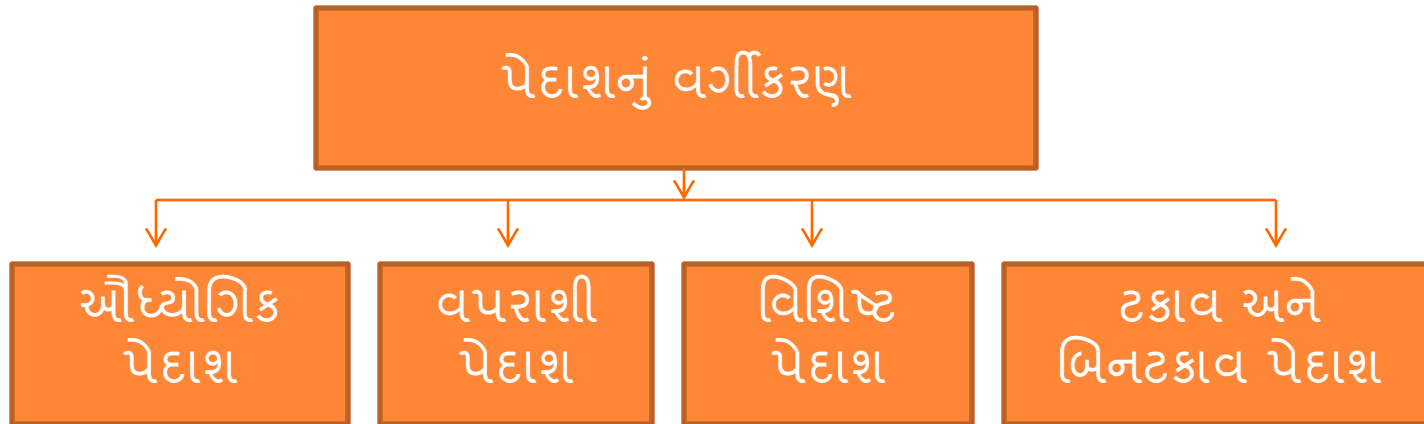 પેદાશનું વર્ગીકરણ
ઔધ્યોગિક
પેદાશ
વપરાશી
પેદાશ
વિશિષ્ટ
પેદાશ
ટકાવ અને
બિનટકાવ પેદાશ